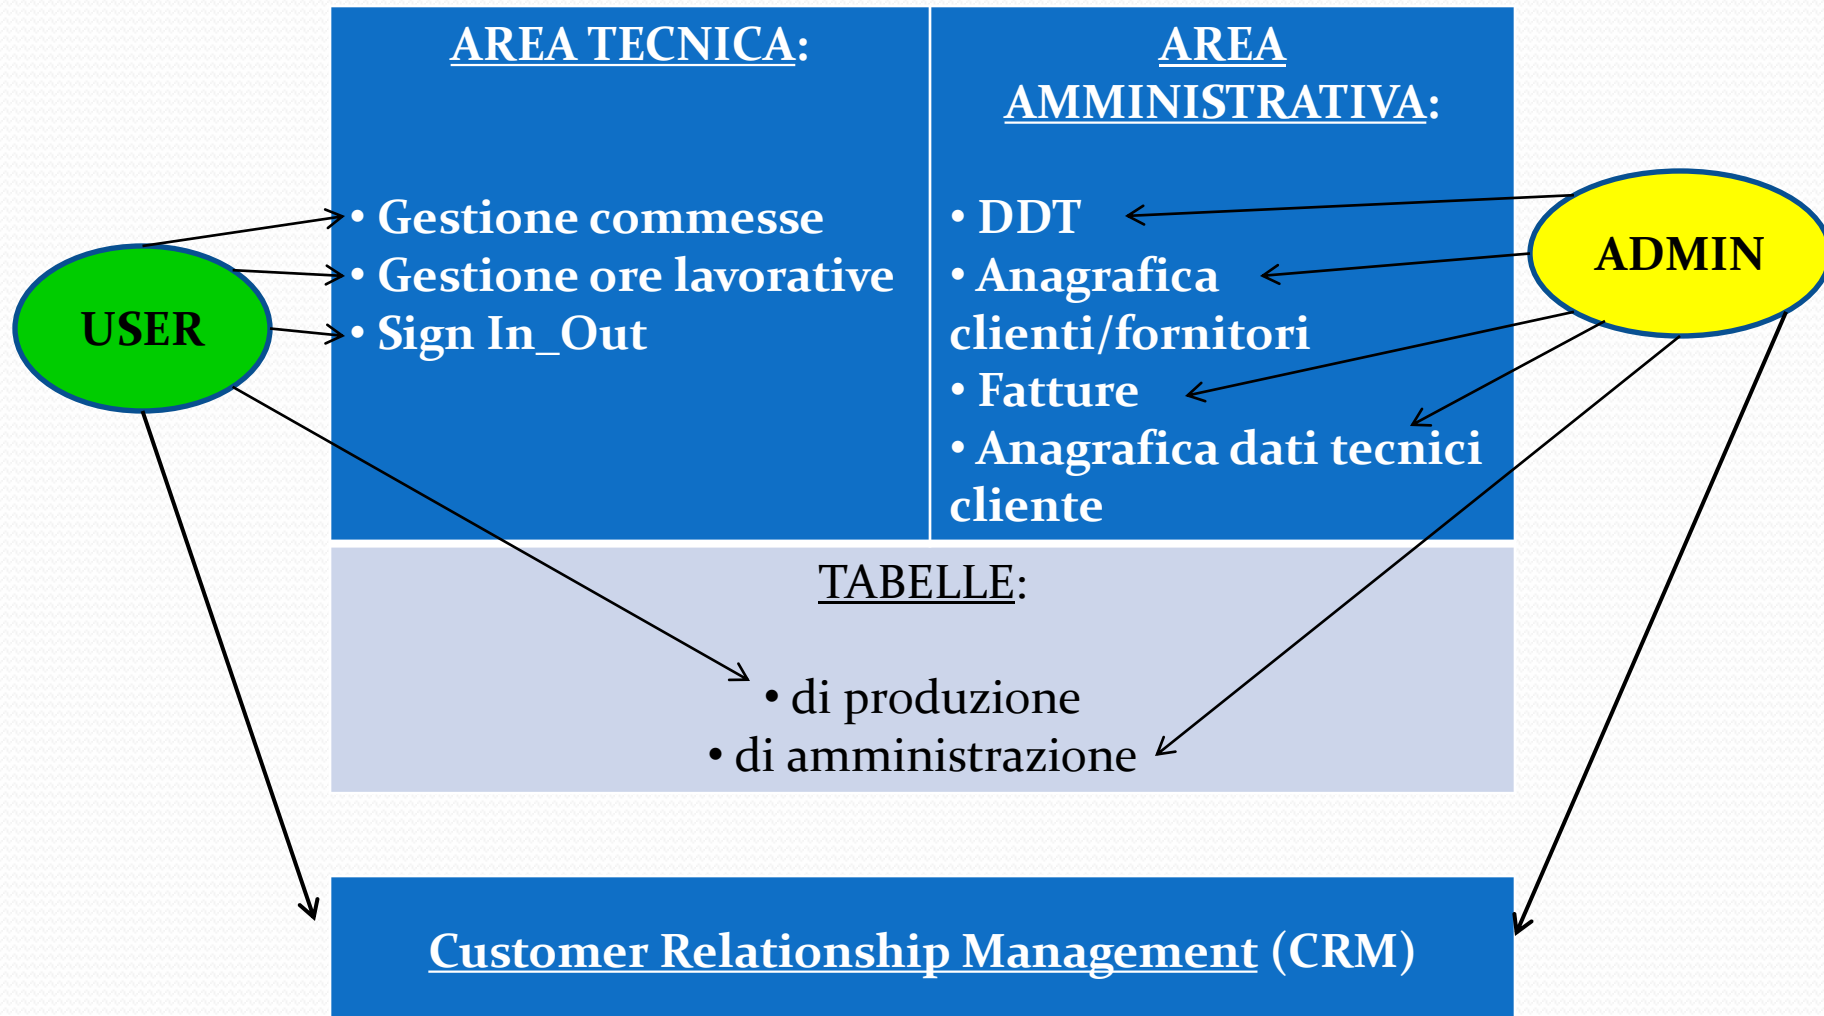 AREA TECNICA:
• Gestione commesse
• Gestione ore lavorative
• Sign In_Out
AREA
AMMINISTRATIVA:
• DDT
• Anagrafica
clienti/fornitori
• Fatture
• Anagrafica dati tecnici
cliente
USER
ADMIN
TABELLE:
• di produzione
• di amministrazione
Customer Relationship Management (CRM)